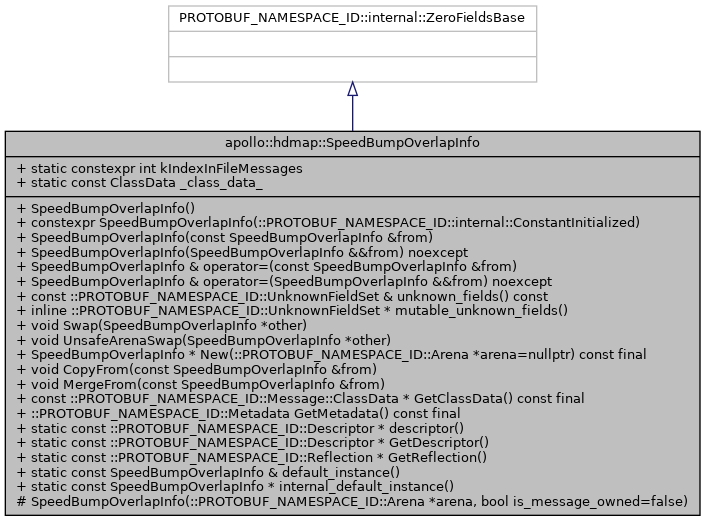 PROTOBUF_NAMESPACE_ID::internal::ZeroFieldsBase
apollo::hdmap::SpeedBumpOverlapInfo
+ static constexpr int kIndexInFileMessages
+ static const ClassData _class_data_
+ SpeedBumpOverlapInfo()
+ constexpr SpeedBumpOverlapInfo(::PROTOBUF_NAMESPACE_ID::internal::ConstantInitialized)
+ SpeedBumpOverlapInfo(const SpeedBumpOverlapInfo &from)
+ SpeedBumpOverlapInfo(SpeedBumpOverlapInfo &&from) noexcept
+ SpeedBumpOverlapInfo & operator=(const SpeedBumpOverlapInfo &from)
+ SpeedBumpOverlapInfo & operator=(SpeedBumpOverlapInfo &&from) noexcept
+ const ::PROTOBUF_NAMESPACE_ID::UnknownFieldSet & unknown_fields() const
+ inline ::PROTOBUF_NAMESPACE_ID::UnknownFieldSet * mutable_unknown_fields()
+ void Swap(SpeedBumpOverlapInfo *other)
+ void UnsafeArenaSwap(SpeedBumpOverlapInfo *other)
+ SpeedBumpOverlapInfo * New(::PROTOBUF_NAMESPACE_ID::Arena *arena=nullptr) const final
+ void CopyFrom(const SpeedBumpOverlapInfo &from)
+ void MergeFrom(const SpeedBumpOverlapInfo &from)
+ const ::PROTOBUF_NAMESPACE_ID::Message::ClassData * GetClassData() const final
+ ::PROTOBUF_NAMESPACE_ID::Metadata GetMetadata() const final
+ static const ::PROTOBUF_NAMESPACE_ID::Descriptor * descriptor()
+ static const ::PROTOBUF_NAMESPACE_ID::Descriptor * GetDescriptor()
+ static const ::PROTOBUF_NAMESPACE_ID::Reflection * GetReflection()
+ static const SpeedBumpOverlapInfo & default_instance()
+ static const SpeedBumpOverlapInfo * internal_default_instance()
# SpeedBumpOverlapInfo(::PROTOBUF_NAMESPACE_ID::Arena *arena, bool is_message_owned=false)